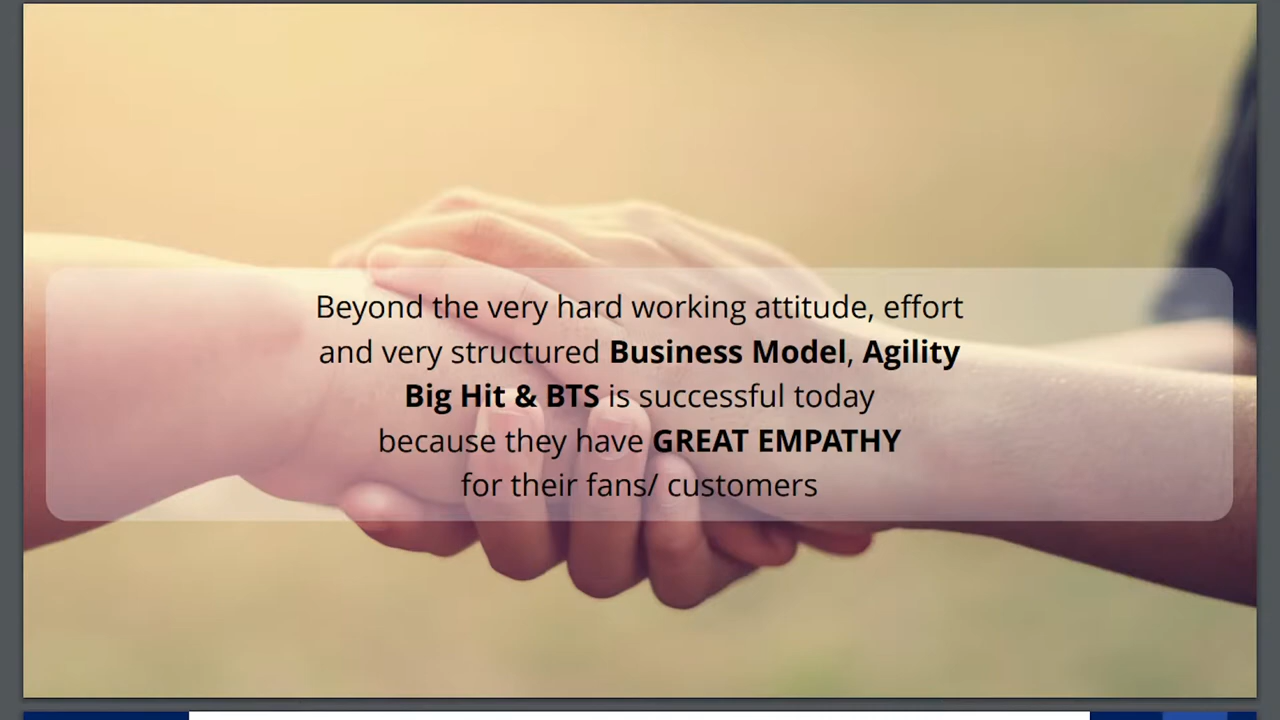 Beyond the very hard working attitude, effort
and very structured Business Model, Agility
Big Hit & BTS is successful today
because they have GREAT EMPATHY
for their fans/ customers